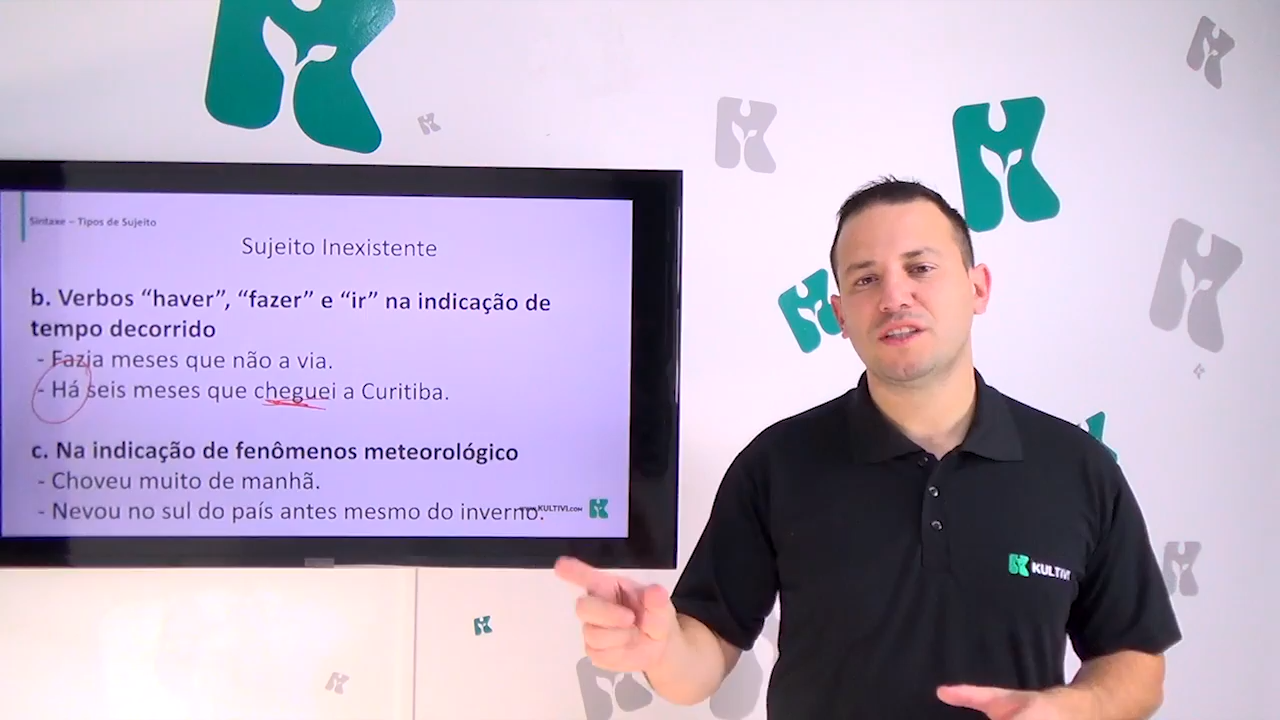 Sintaxe – Tipos de Sujeito
Sujeito Inexistente
b. Verbos “haver”, “fazer” e “ir” na indicação de
tempo decorrido
- Fazia meses que não a via.
- Há seis meses que cheguei a Curitiba.
c. Na indicação de fenômenos meteorológico
- Choveu muito de manhã.
- Nevou no sul do país antes mesmo do inverno.
www.KULTIVI.COM
KULTIVI